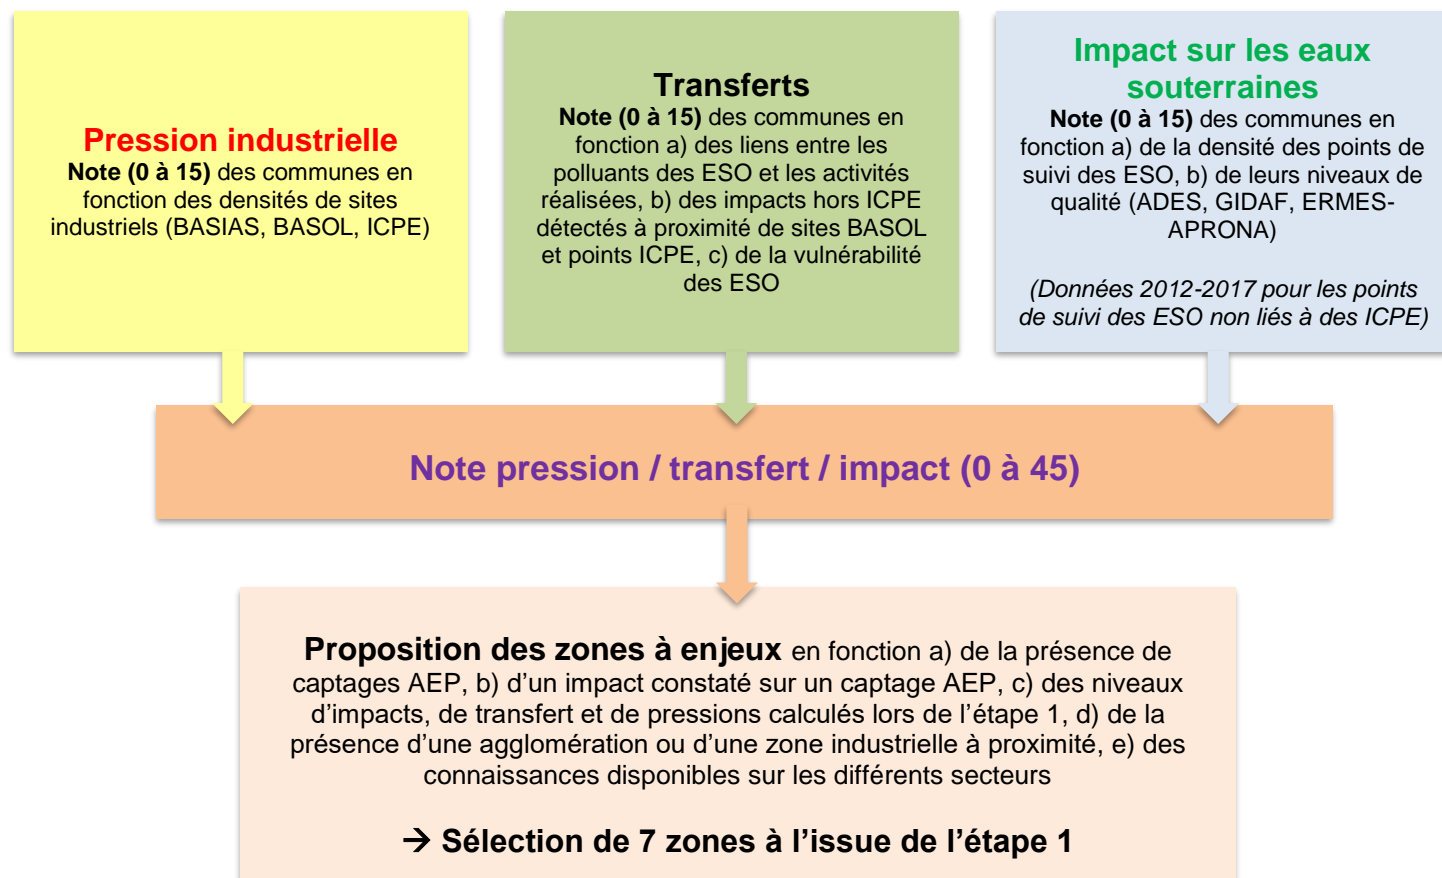 Pression industrielle
Note (0 à 15) des communes en
fonction des densités de sites
industriels (BASIAS, BASOL, ICPE)
Transferts
Note (0 à 15) des communes en
fonction a) des liens entre les
polluants des ESO et les activités
réalisées, b) des impacts hors ICPE
détectés à proximité de sites BASOL
et points ICPE, c) de la vulnérabilité
des ESO
Impact sur les eaux
souterraines
Note (0 à 15) des communes en
fonction a) de la densité des points de
suivi des ESO, b) de leurs niveaux de
qualité (ADES, GIDAF, ERMES-
APRONA)
(Données 2012-2017 pour les points
de suivi des ESO non liés à des ICPE)
Note pression / transfert / impact (0 à 45)
Proposition des zones à enjeux en fonction a) de la présence de
captages AEP, b) d’un impact constaté sur un captage AEP, c) des niveaux
d’impacts, de transfert et de pressions calculés lors de l’étape 1, d) de la
présence d’une agglomération ou d’une zone industrielle à proximité, e) des
connaissances disponibles sur les différents secteurs
→ Sélection de 7 zones à l’issue de l’étape 1